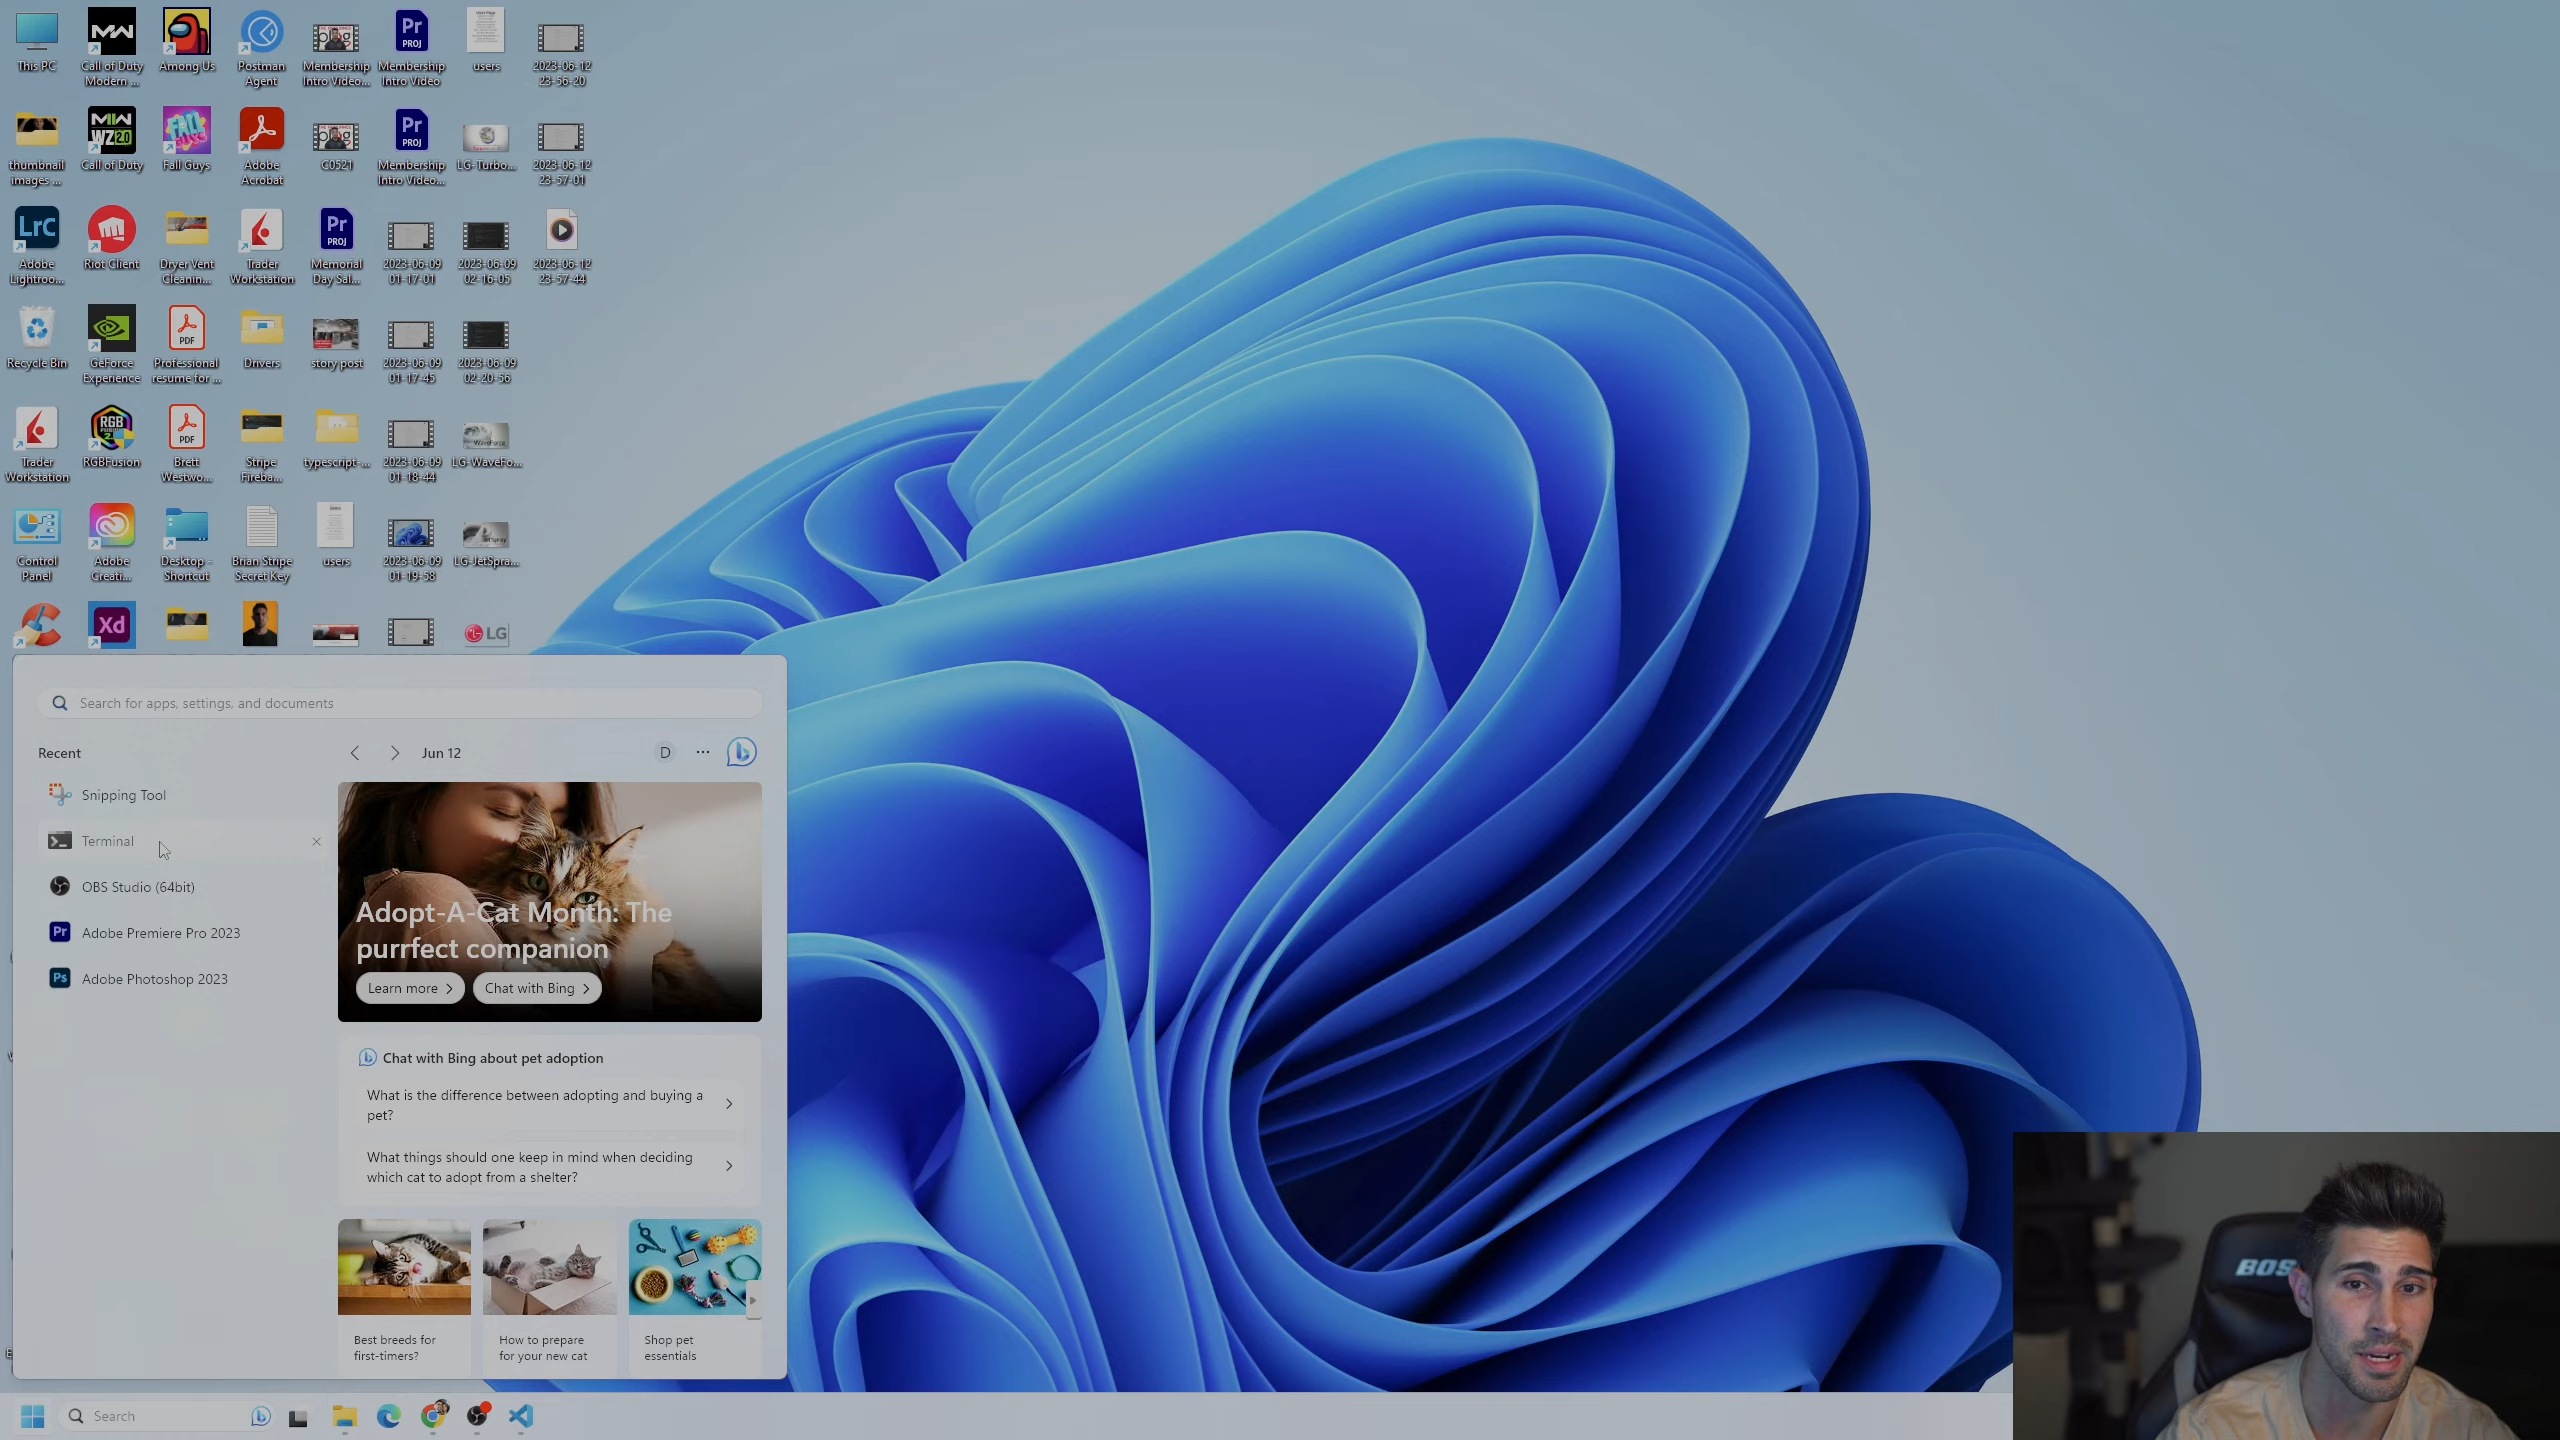 This PC
Call of Duty
Modern ...
Among Us
Postman
Agent
Membership
Intro Video...
Membership
Intro Video
users
2023-06-12
23-56-20
thumbnail
images ...
Call of Duty
Fall Guys
Adobe
Acrobat
C0521
Membership
Intro Video...
LG-Turbo...
2023-06-12
23-57-01
Adobe
Lightroo...
Riot Client
Dryer Vent
Cleanin...
Trader
Workstation
Memorial
Day Sal...
2023-06-09
01-17-01
2023-06-09
02-16-05
2023-06-12
23-57-44
Recycle Bin
GeForce
Experience
Professional
resume for ...
Drivers
story post
2023-06-09
01-17-45
2023-06-09
02-20-56
Trader
Workstation
RGBFusion
Brett
Westwo...
Stripe
Fireba...
typescript-...
2023-06-09
01-18-44
LG-WaveFo...
Control
Panel
Adobe
Creati...
Desktop -
Shortcut
Brian Stripe
Secret Key
users
2023-06-09
01-19-58
LG-JetSpra...
Xd
LG
Search for apps, settings, and documents
Recent
Jun 12
D
Snipping Tool
Terminal
OBS Studio (64bit)
Adobe Premiere Pro 2023
Adobe Photoshop 2023
Adopt-A-Cat Month: The
purrfect companion
Learn more
Chat with Bing
Chat with Bing about pet adoption
What is the difference between adopting and buying a
pet?
What things should one keep in mind when deciding
which cat to adopt from a shelter?
Best breeds for
first-timers?
How to prepare
for your new cat
Shop pet
essentials
Search
BOS